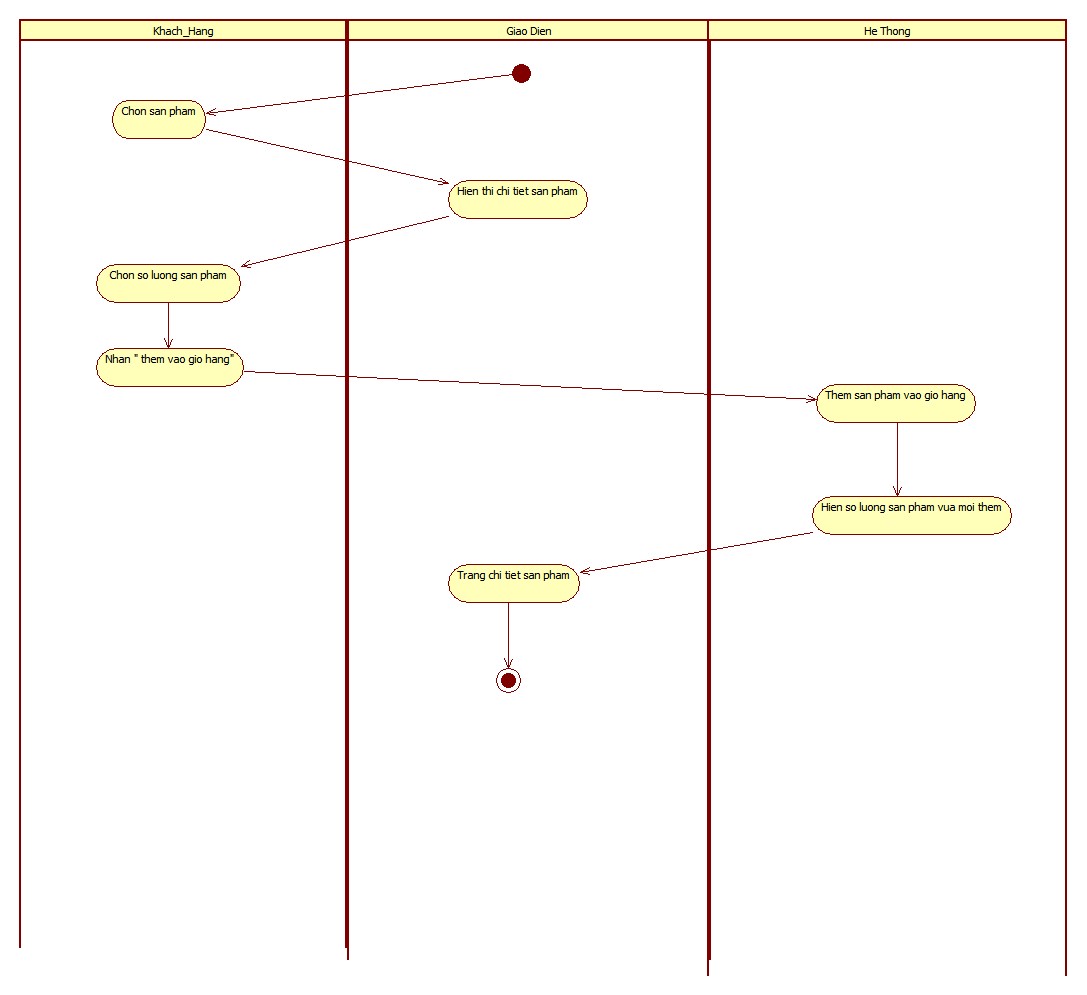 Khach_Hang
Giao Dien
He Thong
Chon san pham
Hien thi chi tiet san pham
Chon so luong san pham
Nhan " them vao gio hang"
Them san pham vao gio hang
Hien so luong san pham vua moi them
Trang chi tiet san pham